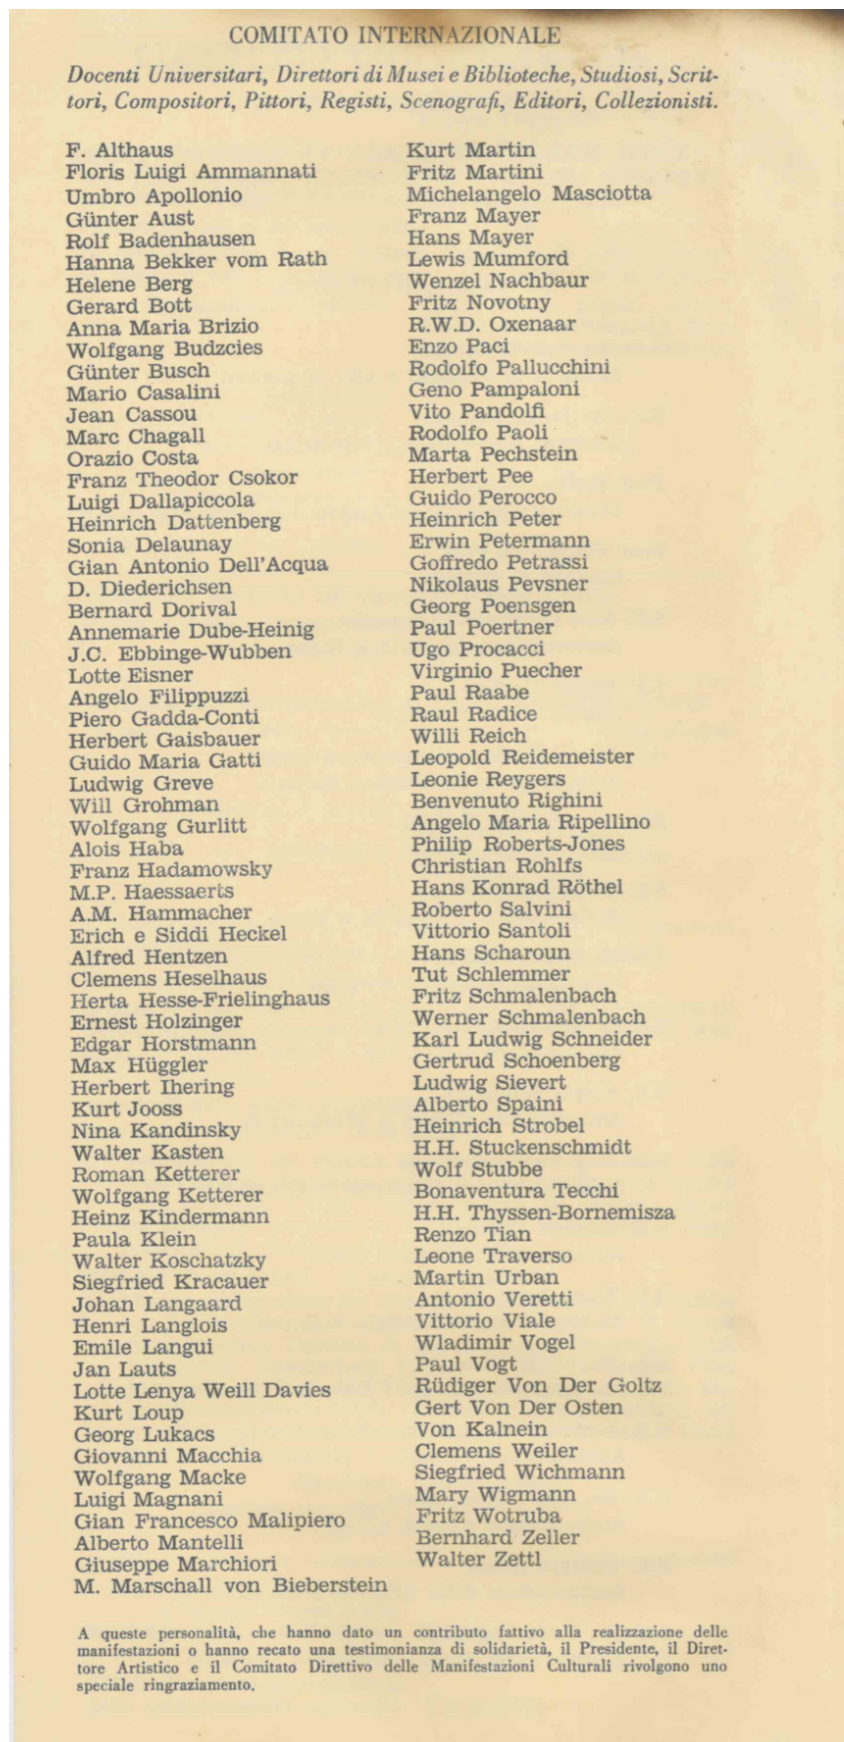 COMITATO INTERNAZIONALE
Docenti Universitari, Direttori di Musei e Biblioteche, Studiosi, Scrit-
tori, Compositori, Pittori, Registi, Scenografi, Editori, Collezionisti.
F. Althaus
Floris Luigi Ammannati
Umbro Apollonio
Günter Aust
Rolf Badenhausen
Hanna Bekker vom Rath
Helene Berg
Gerard Bott
Anna Maria Brizio
Wolfgang Budzcies
Günter Busch
Mario Casalini
Jean Cassou
Marc Chagall
Orazio Costa
Franz Theodor Csokor
Luigi Dallapiccola
Heinrich Dattenberg
Sonia Delaunay
Gian Antonio Dell'Acqua
D. Diederichsen
Bernard Dorival
Annemarie Dube-Heinig
J.C. Ebbinge-Wubben
Lotte Eisner
Angelo Filippuzzi
Piero Gadda-Conti
Herbert Gaisbauer
Guido Maria Gatti
Ludwig Greve
Will Grohman
Wolfgang Gurlitt
Alois Haba
Franz Hadamowsky
M.P. Haessaerts
A.M. Hammacher
Erich e Siddi Heckel
Alfred Hentzen
Clemens Heselhaus
Herta Hesse-Frielinghaus
Ernest Holzinger
Edgar Horstmann
Max Hüggler
Herbert Ihering
Kurt Jooss
Nina Kandinsky
Walter Kasten
Roman Ketterer
Wolfgang Ketterer
Heinz Kindermann
Paula Klein
Walter Koschatzky
Siegfried Kracauer
Johan Langaard
Henri Langlois
Emile Langui
Jan Lauts
Lotte Lenya Weill Davies
Kurt Loup
Georg Lukacs
Giovanni Macchia
Wolfgang Macke
Luigi Magnani
Gian Francesco Malipiero
Alberto Mantelli
Giuseppe Marchiori
M. Marschall von Bieberstein
Kurt Martin
Fritz Martini
Michelangelo Masciotta
Franz Mayer
Hans Mayer
Lewis Mumford
Wenzel Nachbaur
Fritz Novotny
R.W.D. Oxenaar
Enzo Paci
Rodolfo Pallucchini
Geno Pampaloni
Vito Pandolfi
Rodolfo Paoli
Marta Pechstein
Herbert Pee
Guido Perocco
Heinrich Peter
Erwin Petermann
Goffredo Petrassi
Nikolaus Pevsner
Georg Poensgen
Paul Poertner
Ugo Procacci
Virginio Puecher
Paul Raabe
Raul Radice
Willi Reich
Leopold Reidemeister
Leonie Reygers
Benvenuto Righini
Angelo Maria Ripellino
Philip Roberts-Jones
Christian Rohlfs
Hans Konrad Röthel
Roberto Salvini
Vittorio Santoli
Hans Scharoun
Tut Schlemmer
Fritz Schmalenbach
Werner Schmalenbach
Karl Ludwig Schneider
Gertrud Schoenberg
Ludwig Sievert
Alberto Spaini
Heinrich Strobel
H.H. Stuckenschmidt
Wolf Stubbe
Bonaventura Tecchi
H.H. Thyssen-Bornemisza
Renzo Tian
Leone Traverso
Martin Urban
Antonio Veretti
Vittorio Viale
Wladimir Vogel
Paul Vogt
Rüdiger Von Der Goltz
Gert Von Der Osten
Von Kalnein
Clemens Weiler
Siegfried Wichmann
Mary Wigmann
Fritz Wotruba
Bernhard Zeller
Walter Zettl
A queste personalità, che hanno dato un contributo fattivo alla realizzazione delle
manifestazioni o hanno recato una testimonianza di solidarietà, il Presidente, il Diret-
tore Artistico e il Comitato Direttivo delle Manifestazioni Culturali rivolgono uno
speciale ringraziamento.